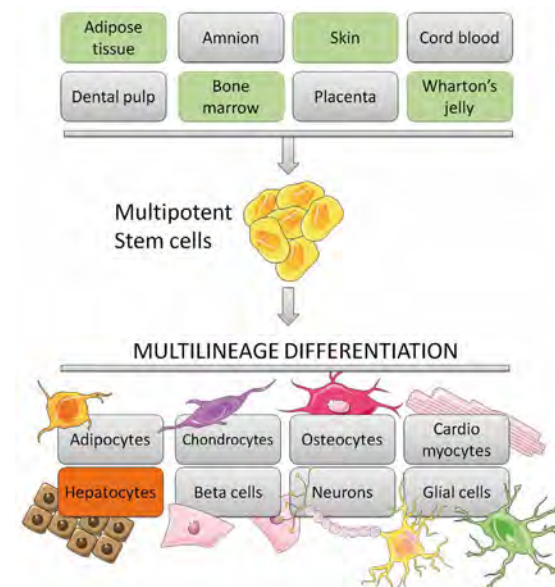 Adipose
tissue
Amnion
Skin
Cord blood
Dental pulp
Bone
marrow
Placenta
Wharton's
jelly
Multipotent
Stem cells
MULTILINEAGE DIFFERENTIATION
Adipocytes
Chondrocytes
Osteocytes
Cardio
myocytes
Hepatocytes
Beta cells
Neurons
Glial cells